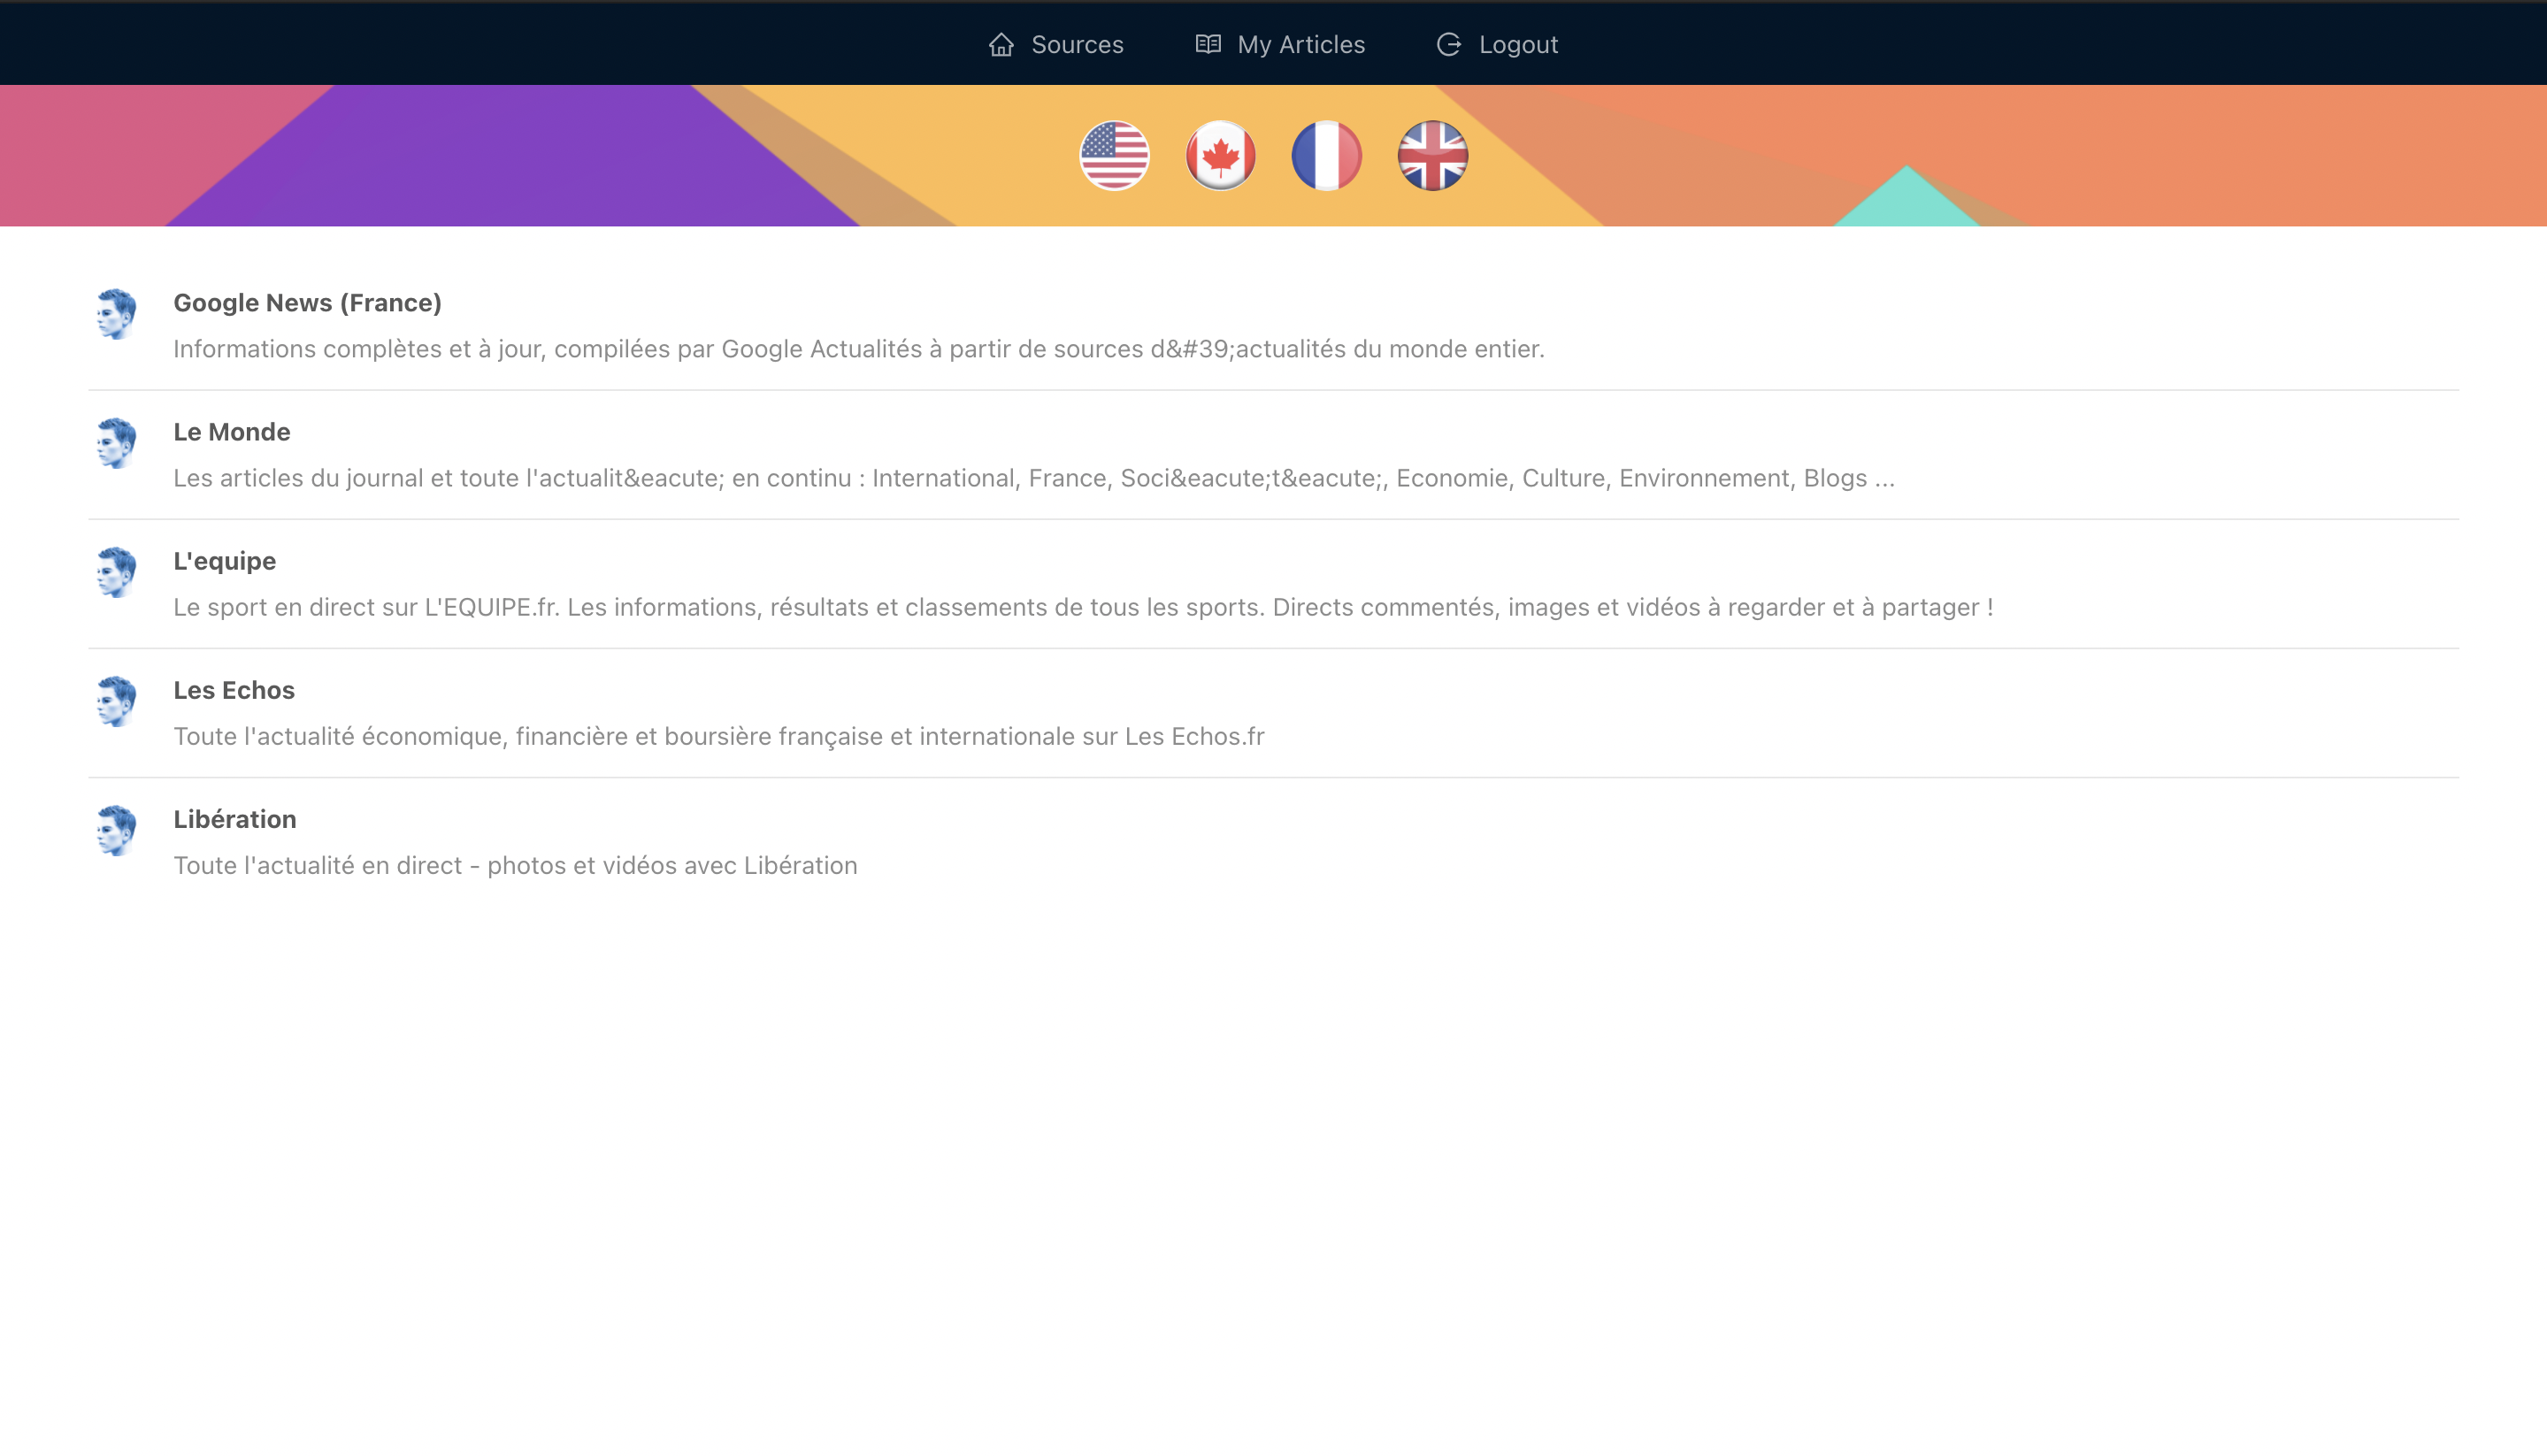 Sources
My Articles
Logout
Google News (France)
Informations complètes et à jour, compilées par Google Actualités à partir de sources d&#39;actualités du monde entier.
Le Monde
Les articles du journal et toute l'actualit&eacute; en continu : International, France, Soci&eacute;t&eacute;, Economie, Culture, Environnement, Blogs ...
L'equipe
Le sport en direct sur L'EQUIPE.fr. Les informations, résultats et classements de tous les sports. Directs commentés, images et vidéos à regarder et à partager !
Les Echos
Toute l'actualité économique, financière et boursière française et internationale sur Les Echos.fr
Libération
Toute l'actualité en direct - photos et vidéos avec Libération